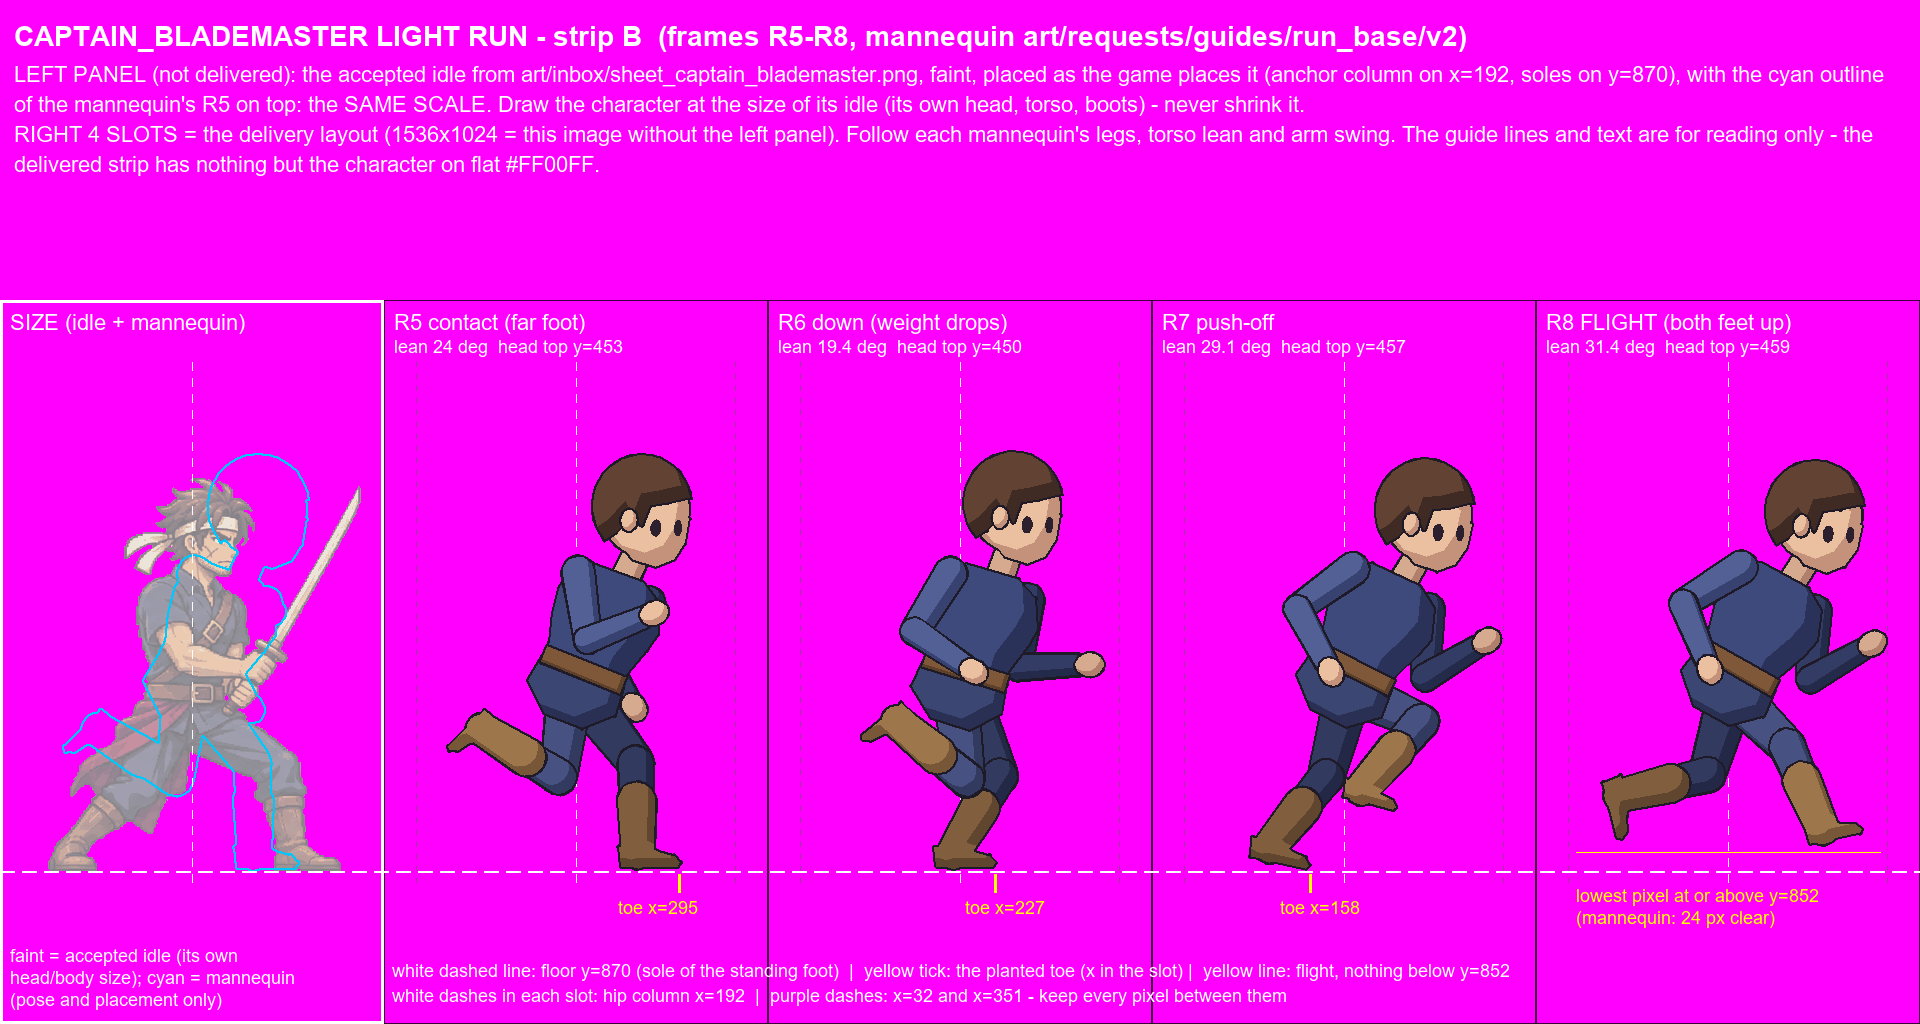 CAPTAIN_BLADEMASTER LIGHT RUN - strip B  (frames R5-R8, mannequin art/requests/guides/run_base/v2)
LEFT PANEL (not delivered): the accepted idle from art/inbox/sheet_captain_blademaster.png, faint, placed as the game places it (anchor column on x=192, soles on y=870), with the cyan outline
of the mannequin's R5 on top: the SAME SCALE. Draw the character at the size of its idle (its own head, torso, boots) - never shrink it.
RIGHT 4 SLOTS = the delivery layout (1536x1024 = this image without the left panel). Follow each mannequin's legs, torso lean and arm swing. The guide lines and text are for reading only - the
delivered strip has nothing but the character on flat #FF00FF.
SIZE (idle + mannequin)
R5 contact (far foot)
lean 24 deg  head top y=453
R6 down (weight drops)
lean 19.4 deg  head top y=450
R7 push-off
lean 29.1 deg  head top y=457
R8 FLIGHT (both feet up)
lean 31.4 deg  head top y=459
toe x=295
toe x=227
toe x=158
lowest pixel at or above y=852
(mannequin: 24 px clear)
faint = accepted idle (its own
head/body size); cyan = mannequin
(pose and placement only)
white dashed line: floor y=870 (sole of the standing foot)  |  yellow tick: the planted toe (x in the slot) |  yellow line: flight, nothing below y=852
white dashes in each slot: hip column x=192  |  purple dashes: x=32 and x=351 - keep every pixel between them